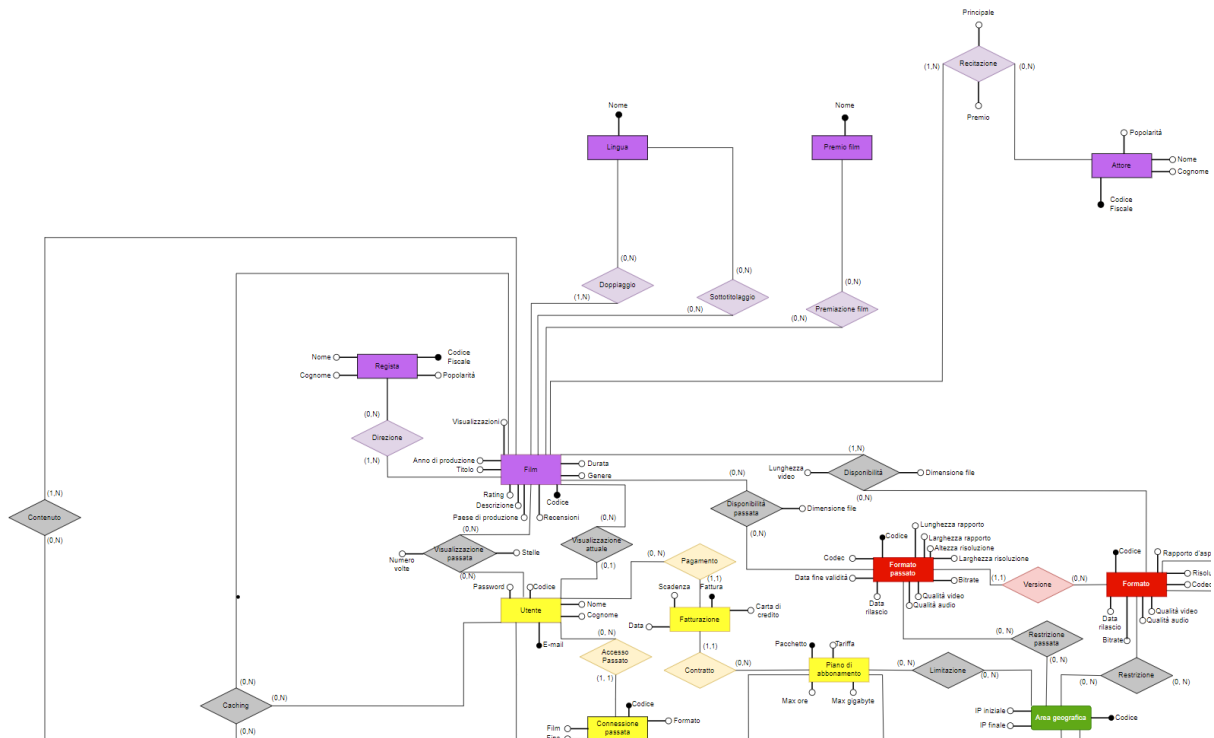 Principale
(1,N)
Recitazione
(0,N)
Premio
Nome
Lingua
Nome
Premio film
Popolarità
Attore
Nome
Cognome
Codice
Fiscale
(0,N)
Doppiaggio
(1,N)
(0,N)
Sottotitolaggio
(0,N)
(0,N)
Premiazione film
(0,N)
Nome
Codice
Fiscale
Regista
Cognome
Popolarità
(0,N)
Direzione
(1,N)
Visualizzazioni
Anno di produzione
Titolo
Film
Durata
Genere
Rating
Descrizione
Paese di produzione
Codice
Recensioni
(1,N)
Lunghezza
video
Disponibilità
Dimensione file
(0,N)
(0,N)
Disponibilità
passata
Dimensione file
(0,N)
(1,N)
Contenuto
(0,N)
(0,N)
Visualizzazione
passata
Numero
volte
Stelle
(0,N)
(0,N)
Visualizzazione
attuale
(0,1)
(0, N)
Pagamento
(1,1)
Lunghezza rapporto
Larghezza rapporto
Altezza risoluzione
Larghezza risoluzione
Codice
Codec
Formato
passato
Data fine validità
Bitrate
Data
rilascio
Qualità video
Qualità audio
(1,1)
Versione
(0,N)
Codice
Rapporto d'asp
Risolu
Codec
Formato
Data
rilascio
Bitrate
Qualità video
Qualità audio
Password
Codice
Utente
Nome
Cognome
E-mail
Scadenza
Fattura
Fatturazione
Carta di
credito
Data
(0, N)
Accesso
Passato
(1, 1)
(1,1)
Contratto
(0,N)
Pacchetto
Tariffa
Piano di
abbonamento
Max ore
Max gigabyte
(0, N)
Limitazione
(0, N)
(0, N)
Restrizione
passata
(0, N)
(0, N)
Restrizione
(0, N)
(0,N)
Caching
(0,N)
(0,N)
Codice
Connessione
passata
Formato
Film
IP iniziale
IP finale
Area geografica
Codice